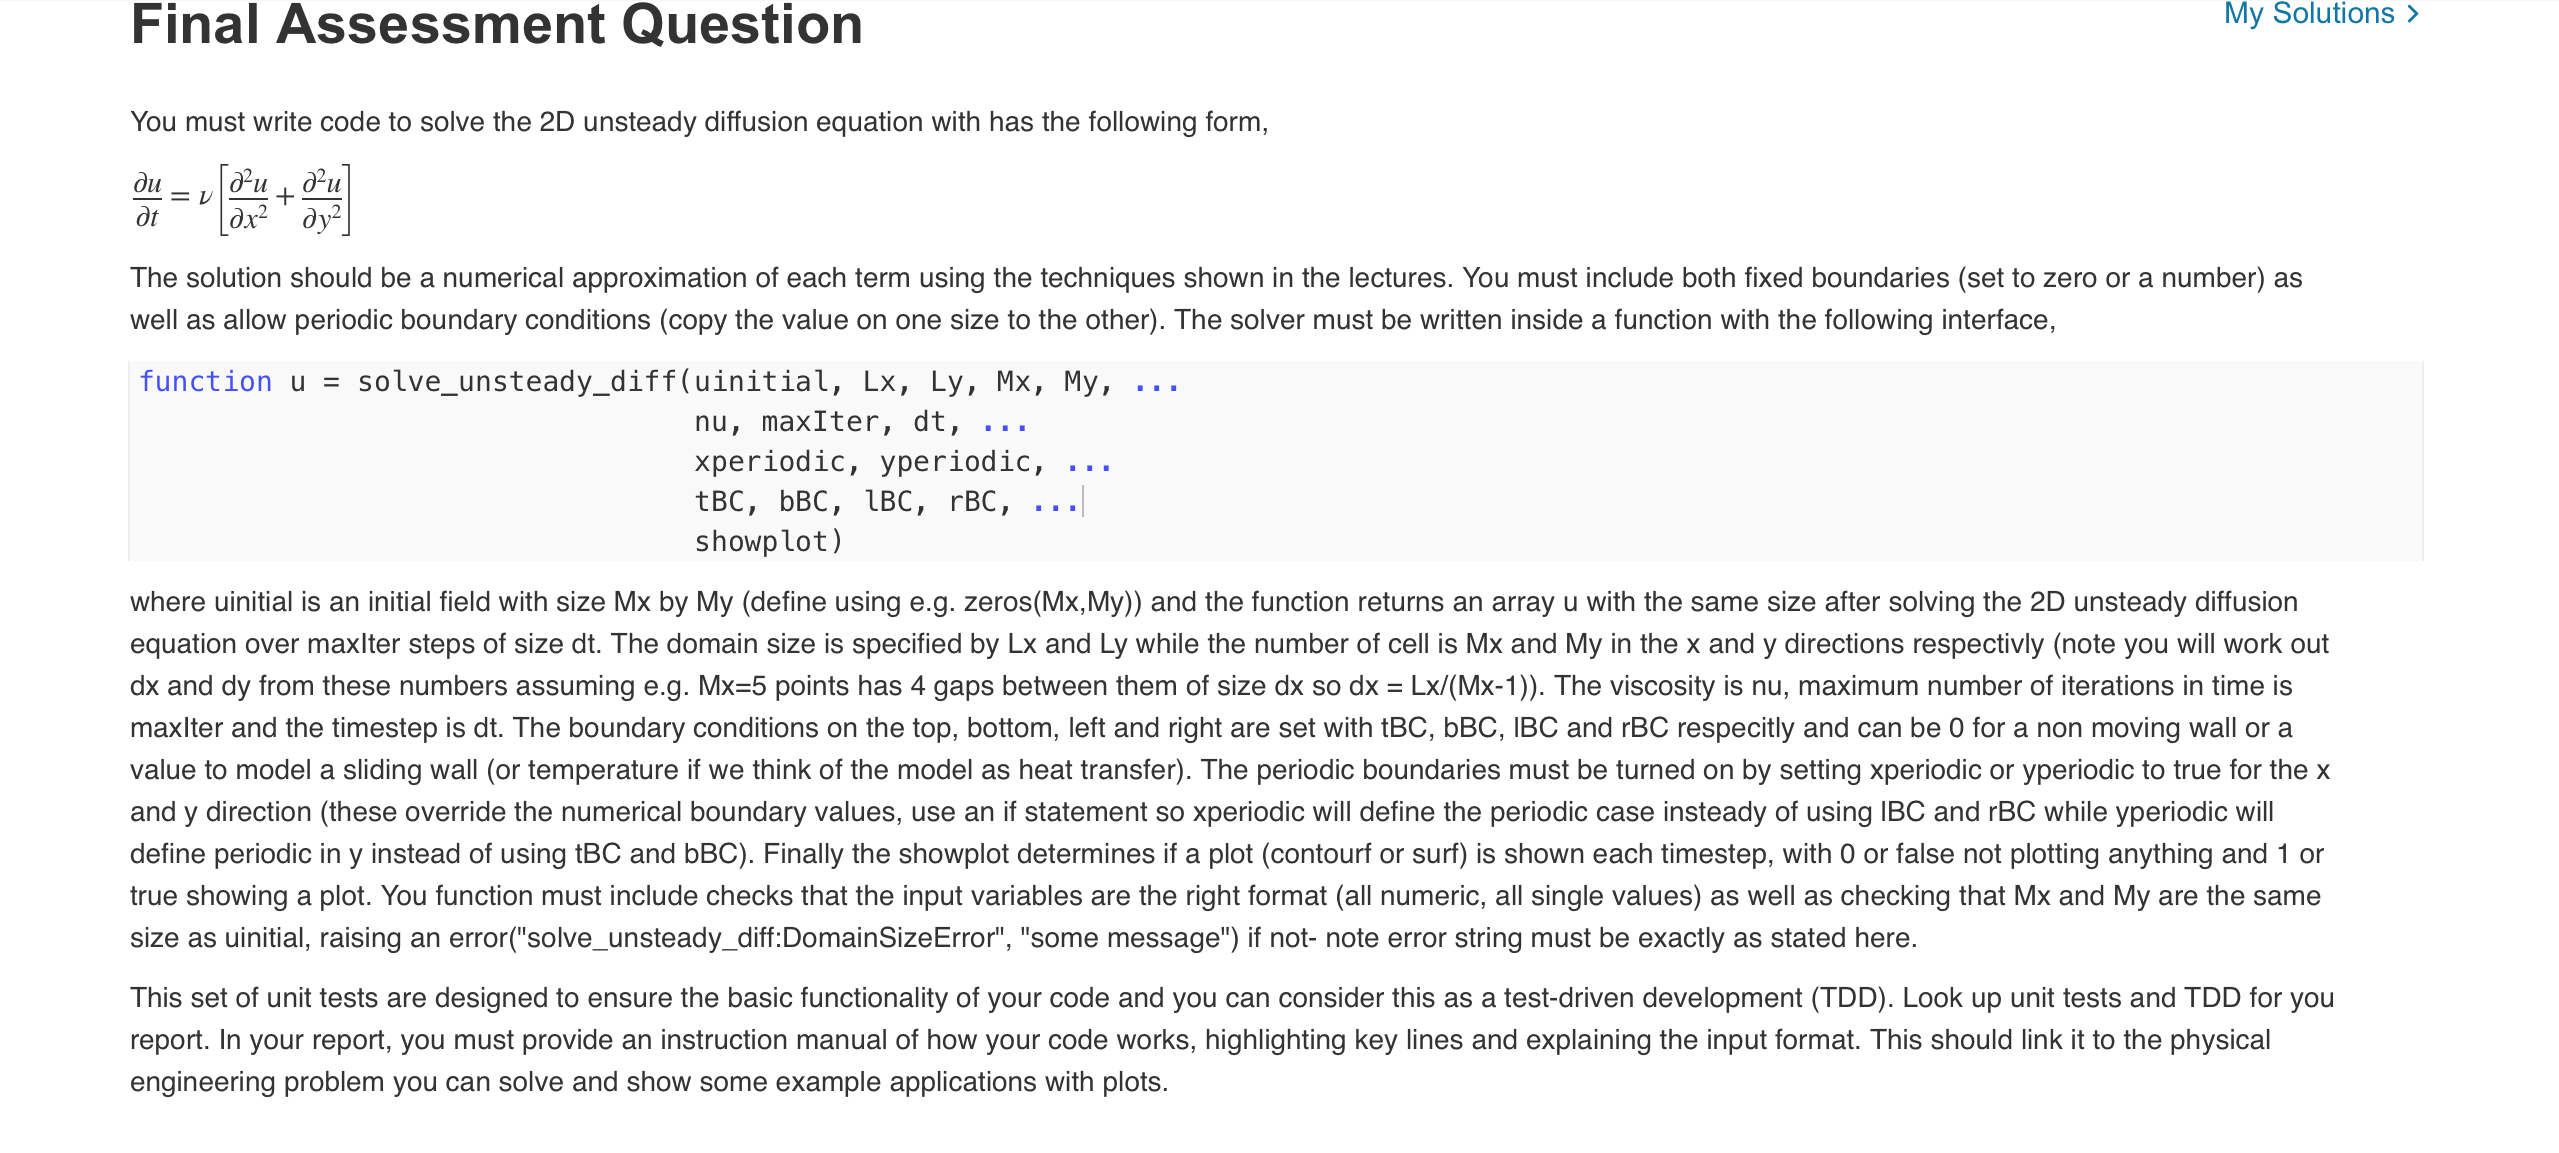 Final Assessment Question
My Solutions >
You must write code to solve the 2D unsteady diffusion equation with has the following form,
∂u/∂t = ν[∂²u/∂x² + ∂²u/∂y²]
The solution should be a numerical approximation of each term using the techniques shown in the lectures. You must include both fixed boundaries (set to zero or a number) as
well as allow periodic boundary conditions (copy the value on one size to the other). The solver must be written inside a function with the following interface,
function u = solve_unsteady_diff(uinitial, Lx, Ly, Mx, My, ...
nu, maxIter, dt, ...
xperiodic, yperiodic, ...
tBC, bBC, lBC, rBC, ...
showplot)
where uinitial is an initial field with size Mx by My (define using e.g. zeros(Mx,My)) and the function returns an array u with the same size after solving the 2D unsteady diffusion
equation over maxIter steps of size dt. The domain size is specified by Lx and Ly while the number of cell is Mx and My in the x and y directions respectivly (note you will work out
dx and dy from these numbers assuming e.g. Mx=5 points has 4 gaps between them of size dx so dx = Lx/(Mx-1)). The viscosity is nu, maximum number of iterations in time is
maxIter and the timestep is dt. The boundary conditions on the top, bottom, left and right are set with tBC, bBC, lBC and rBC respecitly and can be 0 for a non moving wall or a
value to model a sliding wall (or temperature if we think of the model as heat transfer). The periodic boundaries must be turned on by setting xperiodic or yperiodic to true for the x
and y direction (these override the numerical boundary values, use an if statement so xperiodic will define the periodic case insteady of using lBC and rBC while yperiodic will
define periodic in y instead of using tBC and bBC). Finally the showplot determines if a plot (contourf or surf) is shown each timestep, with 0 or false not plotting anything and 1 or
true showing a plot. You function must include checks that the input variables are the right format (all numeric, all single values) as well as checking that Mx and My are the same
size as uinitial, raising an error("solve_unsteady_diff:DomainSizeError", "some message") if not- note error string must be exactly as stated here.
This set of unit tests are designed to ensure the basic functionality of your code and you can consider this as a test-driven development (TDD). Look up unit tests and TDD for you
report. In your report, you must provide an instruction manual of how your code works, highlighting key lines and explaining the input format. This should link it to the physical
engineering problem you can solve and show some example applications with plots.